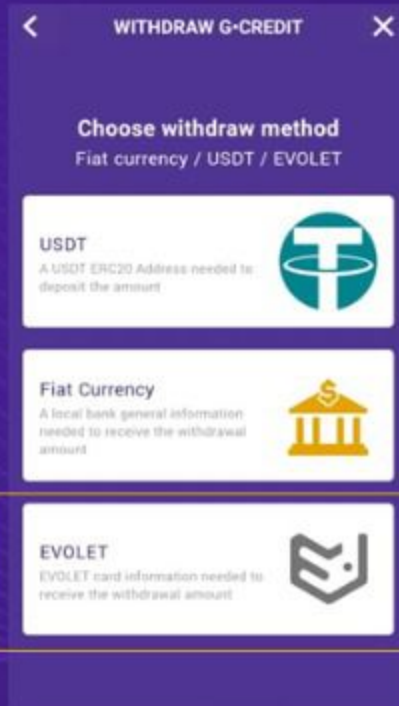 WITHDRAW G•CREDIT
Choose withdraw method
Fiat currency / USDT / EVOLET
USDT
A USDT ERC20 Address needed to
deposit the amount
Fiat Currency
A local bank general information
needed to receive the withdrawal
amount
EVOLET
EVOLET card information needed to
receive the withdrawal amount